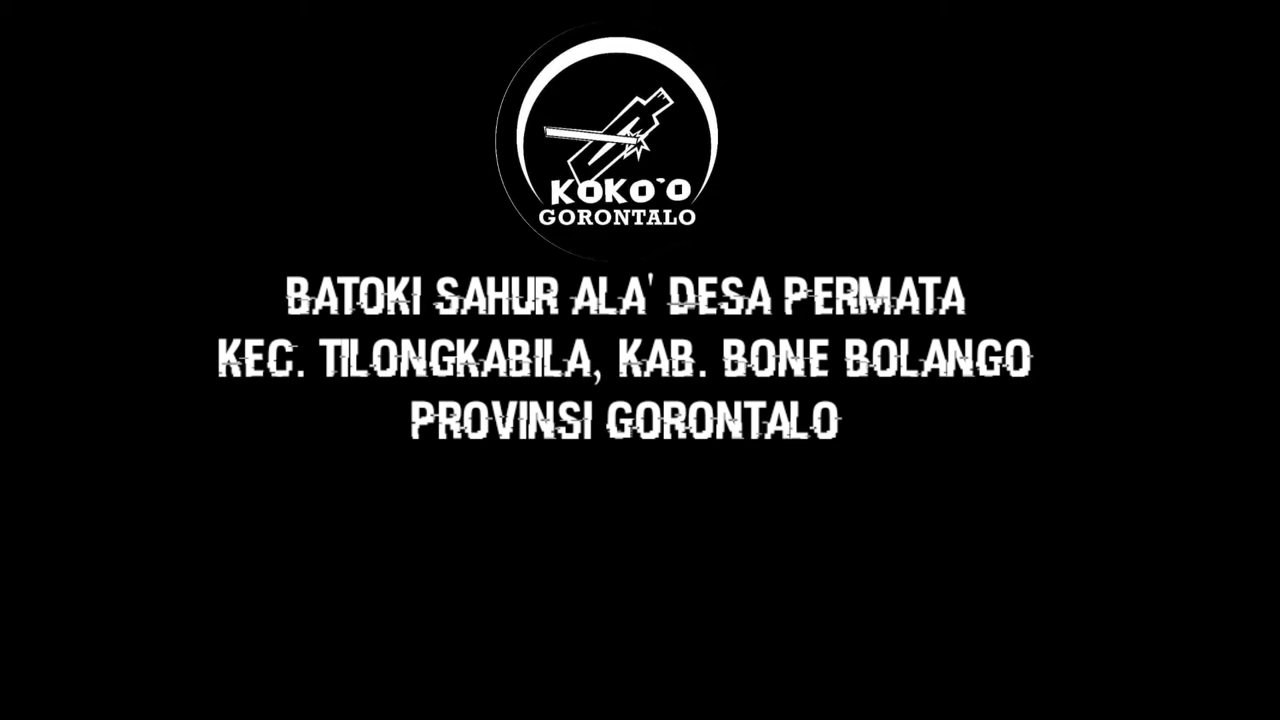 KOKO`O
GORONTALO
BATOKI SAHUR ALA' DESA PERMATA
KEC. TILONGKABILA, KAB. BONE BOLANGO
PROVINSI GORONTALO